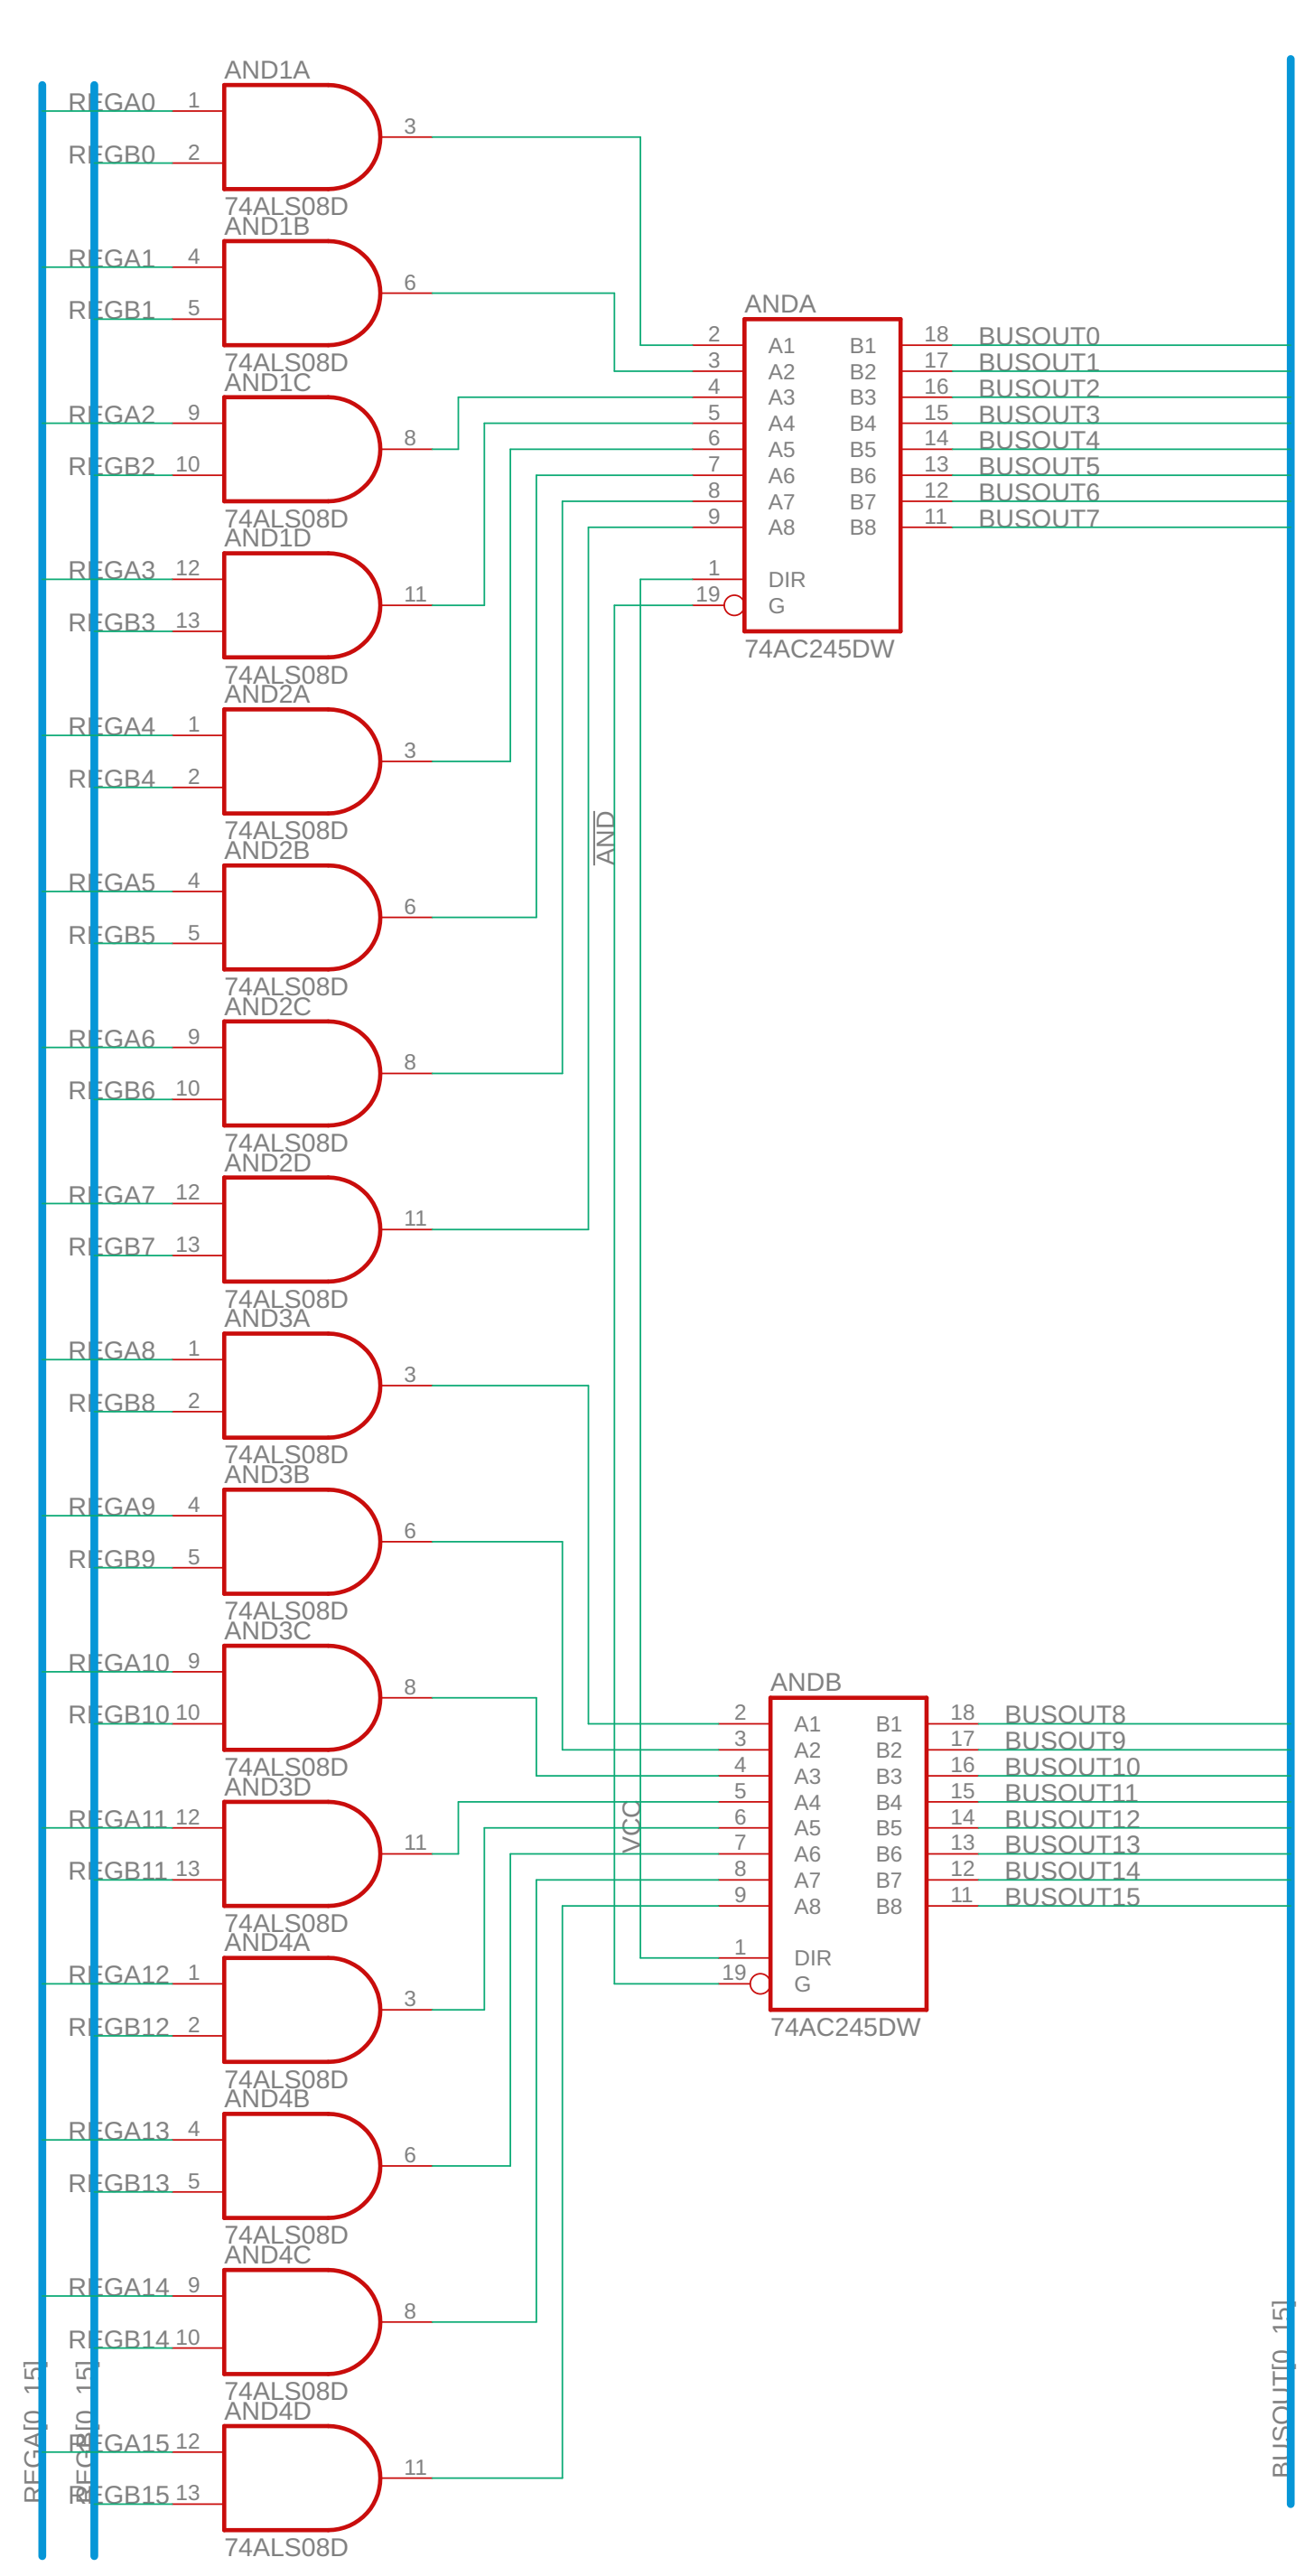 AND1A
REGA0 1
3
REGB0 2
74ALS08D
AND1B
REGA1 4
6
REGB1 5
74ALS08D
AND1C
REGA2 9
8
REGB2 10
74ALS08D
AND1D
REGA3 12
11
REGB3 13
74ALS08D
AND2A
REGA4 1
3
REGB4 2
74ALS08D
AND2B
REGA5 4
6
REGB5 5
74ALS08D
AND2C
REGA6 9
8
REGB6 10
74ALS08D
AND2D
REGA7 12
11
REGB7 13
74ALS08D
AND3A
REGA8 1
3
REGB8 2
74ALS08D
AND3B
REGA9 4
6
REGB9 5
74ALS08D
AND3C
REGA10 9
8
REGB10 10
74ALS08D
AND3D
REGA11 12
11
REGB11 13
74ALS08D
AND4A
REGA12 1
3
REGB12 2
74ALS08D
AND4B
REGA13 4
6
REGB13 5
74ALS08D
AND4C
REGA14 9
8
REGB14 10
74ALS08D
AND4D
REGA15 12
11
REGB15 13
74ALS08D
ANDA
2 A1 B1 18 BUSOUT0
3 A2 B2 17 BUSOUT1
4 A3 B3 16 BUSOUT2
5 A4 B4 15 BUSOUT3
6 A5 B5 14 BUSOUT4
7 A6 B6 13 BUSOUT5
8 A7 B7 12 BUSOUT6
9 A8 B8 11 BUSOUT7
1 DIR
19 G
74AC245DW
AND
VCC
ANDB
2 A1 B1 18 BUSOUT8
3 A2 B2 17 BUSOUT9
4 A3 B3 16 BUSOUT10
5 A4 B4 15 BUSOUT11
6 A5 B5 14 BUSOUT12
7 A6 B6 13 BUSOUT13
8 A7 B7 12 BUSOUT14
9 A8 B8 11 BUSOUT15
1 DIR
19 G
74AC245DW
REGA[0..15]
REGB[0..15]
BUSOUT[0..15]